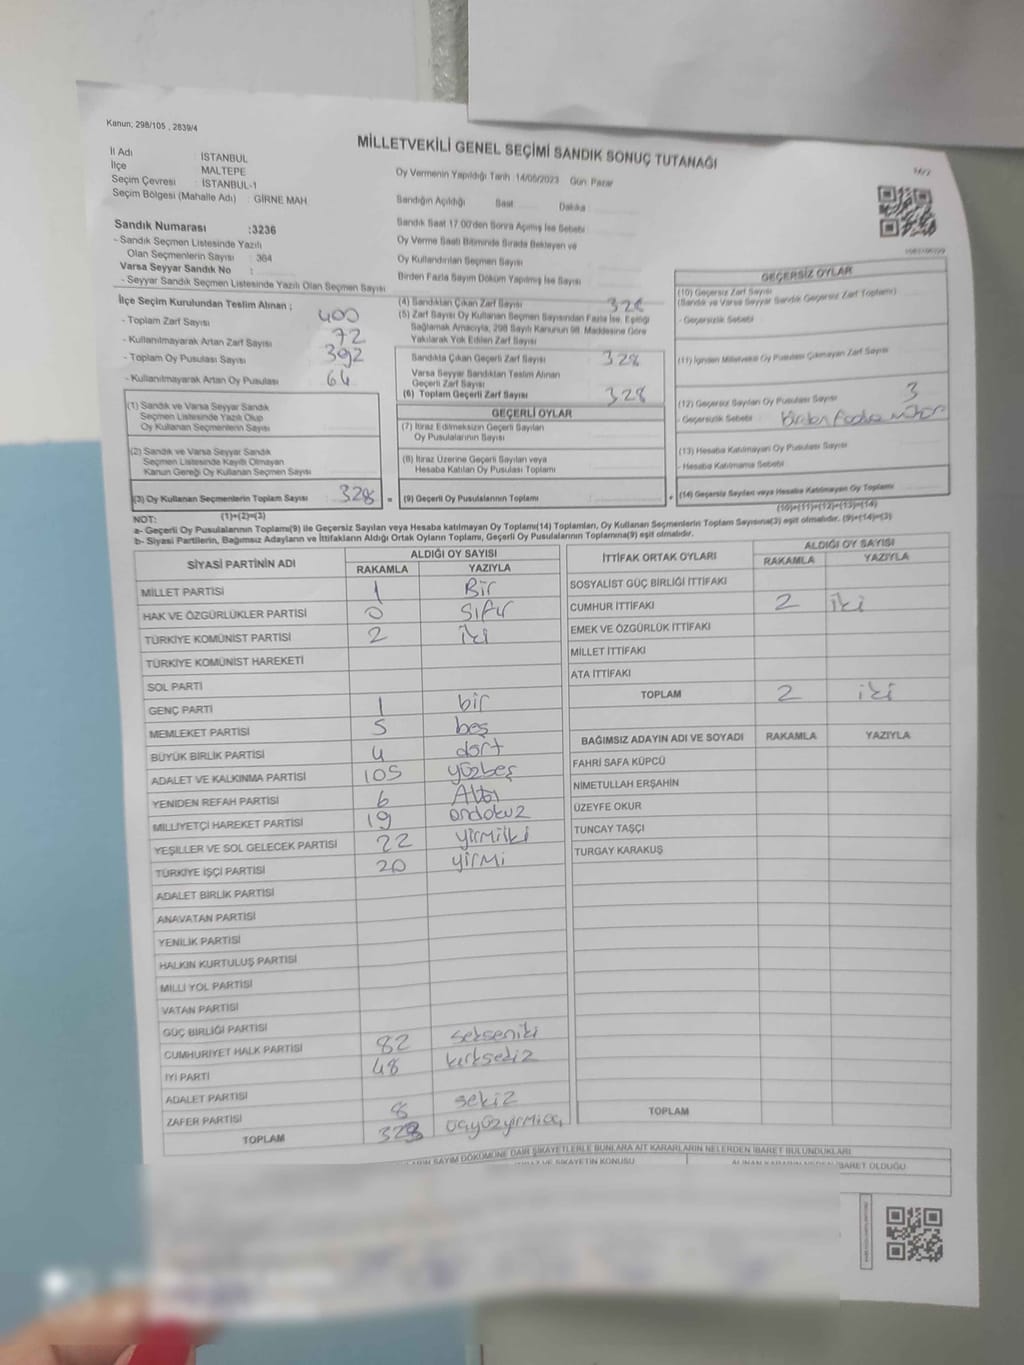 Kanun, 298/105 , 2839/4
MİLLETVEKİLİ GENEL SEÇİMİ SANDIK SONUÇ TUTANAĞI
İl Adı İSTANBUL
İlçe MALTEPE
Seçim Çevresi : İSTANBUL-1
Seçim Bölgesi (Mahalle Adı) : GİRNE MAH.
Oy Vermenin Yapıldığı Tarih :14/05/2023 Gün: Pazar
Sandığın Açıldığı Saat Dakika
Sandık Saat 17:00'den Sonra Açılmış İse Sebebi
Oy Verme Saati Bitiminde Sırada Bekleyen ve
Oy Kullandırılan Seçmen Sayısı
Birden Fazla Sayım Döküm Yapılmış İse Sayısı
Sandık Numarası :3236
- Sandık Seçmen Listesinde Yazılı
Olan Seçmenlerin Sayısı : 364
Varsa Seyyar Sandık No :
- Seyyar Sandık Seçmen Listesinde Yazılı Olan Seçmen Sayısı
İlçe Seçim Kurulundan Teslim Alınan ;
- Toplam Zarf Sayısı 400
- Kullanılmayarak Artan Zarf Sayısı 72
- Toplam Oy Pusulası Sayısı 392
- Kullanılmayarak Artan Oy Pusulası 64
(1) Sandık ve Varsa Seyyar Sandık
Seçmen Listesinde Yazılı Olup
Oy Kullanan Seçmenlerin Sayısı
(2) Sandık ve Varsa Seyyar Sandık
Seçmen Listesinde Kayıtlı Olmayan
Kanun Gereği Oy Kullanan Seçmen Sayısı
(3) Oy Kullanan Seçmenlerin Toplam Sayısı 328
(1)+(2)=(3)
(4) Sandıktan Çıkan Zarf Sayısı 328
(5) Zarf Sayısı Oy Kullanan Seçmen Sayısından Fazla İse, Eşitliği
Sağlamak Amacıyla, 298 Sayılı Kanunun 98. Maddesine Göre
Yakılarak Yok Edilen Zarf Sayısı
Sandıkta Çıkan Geçerli Zarf Sayısı 328
Varsa Seyyar Sandıktan Teslim Alınan
Geçerli Zarf Sayısı
(6) Toplam Geçerli Zarf Sayısı 328
GEÇERLİ OYLAR
(7) İtiraz Edilmeksizin Geçerli Sayılan
Oy Pusulalarının Sayısı
(8) İtiraz Üzerine Geçerli Sayılan veya
Hesaba Katılan Oy Pusulası Toplamı
= (9) Geçerli Oy Pusulalarının Toplamı
GEÇERSİZ OYLAR
(10) Geçersiz Zarf Sayısı
(Sandık ve Varsa Seyyar Sandık Geçersiz Zarf Toplamı)
- Geçersizlik Sebebi
(11) İçinden Milletvekili Oy Pusulası Çıkmayan Zarf Sayısı
(12) Geçersiz Sayılan Oy Pusulası Sayısı 3
- Geçersizlik Sebebi Birden fazla mühür
(13) Hesaba Katılmayan Oy Pusulası Sayısı
- Hesaba Katılmama Sebebi
+ (14) Geçersiz Sayılan veya Hesaba Katılmayan Oy Toplamı
(10)+(11)+(12)+(13)=(14)
NOT:
a- Geçerli Oy Pusulalarının Toplamı(9) ile Geçersiz Sayılan veya Hesaba katılmayan Oy Toplamı(14) Toplamları, Oy Kullanan Seçmenlerin Toplam Sayısına(3) eşit olmalıdır. (9)+(14)=(3)
b- Siyasi Partilerin, Bağımsız Adayların ve İttifakların Aldığı Ortak Oyların Toplamı, Geçerli Oy Pusulalarının Toplamına(9) eşit olmalıdır.
SİYASİ PARTİNİN ADI ALDIĞI OY SAYISI
RAKAMLA YAZIYLA
MİLLET PARTİSİ 1 Bir
HAK VE ÖZGÜRLÜKLER PARTİSİ 0 sıfır
TÜRKİYE KOMÜNİST PARTİSİ 2 iki
TÜRKİYE KOMÜNİST HAREKETİ
SOL PARTİ
GENÇ PARTİ 1 bir
MEMLEKET PARTİSİ 5 beş
BÜYÜK BİRLİK PARTİSİ 4 dört
ADALET VE KALKINMA PARTİSİ 105 yüzbeş
YENİDEN REFAH PARTİSİ 6 Altı
MİLLİYETÇİ HAREKET PARTİSİ 19 ondokuz
YEŞİLLER VE SOL GELECEK PARTİSİ 22 yirmiiki
TÜRKİYE İŞÇİ PARTİSİ 20 yirmi
ADALET BİRLİK PARTİSİ
ANAVATAN PARTİSİ
YENİLİK PARTİSİ
HALKIN KURTULUŞ PARTİSİ
MİLLİ YOL PARTİSİ
VATAN PARTİSİ
GÜÇ BİRLİĞİ PARTİSİ
CUMHURİYET HALK PARTİSİ 82 sekseniki
İYİ PARTİ 48 kırksekiz
ADALET PARTİSİ
ZAFER PARTİSİ 8 sekiz
TOPLAM 323 üçyüzyirmiüç
İTTİFAK ORTAK OYLARI ALDIĞI OY SAYISI
RAKAMLA YAZIYLA
SOSYALİST GÜÇ BİRLİĞİ İTTİFAKI
CUMHUR İTTİFAKI 2 iki
EMEK VE ÖZGÜRLÜK İTTİFAKI
MİLLET İTTİFAKI
ATA İTTİFAKI
TOPLAM 2 iki
BAĞIMSIZ ADAYIN ADI VE SOYADI RAKAMLA YAZIYLA
FAHRİ SAFA KÜPCÜ
NİMETULLAH ERŞAHİN
ÜZEYFE OKUR
TUNCAY TAŞÇI
TURGAY KARAKUŞ
TOPLAM
SAYIM DÖKÜMÜNE DAİR ŞİKAYETLERLE BUNLARA AİT KARARLARIN NELERDEN İBARET BULUNDUKLARI